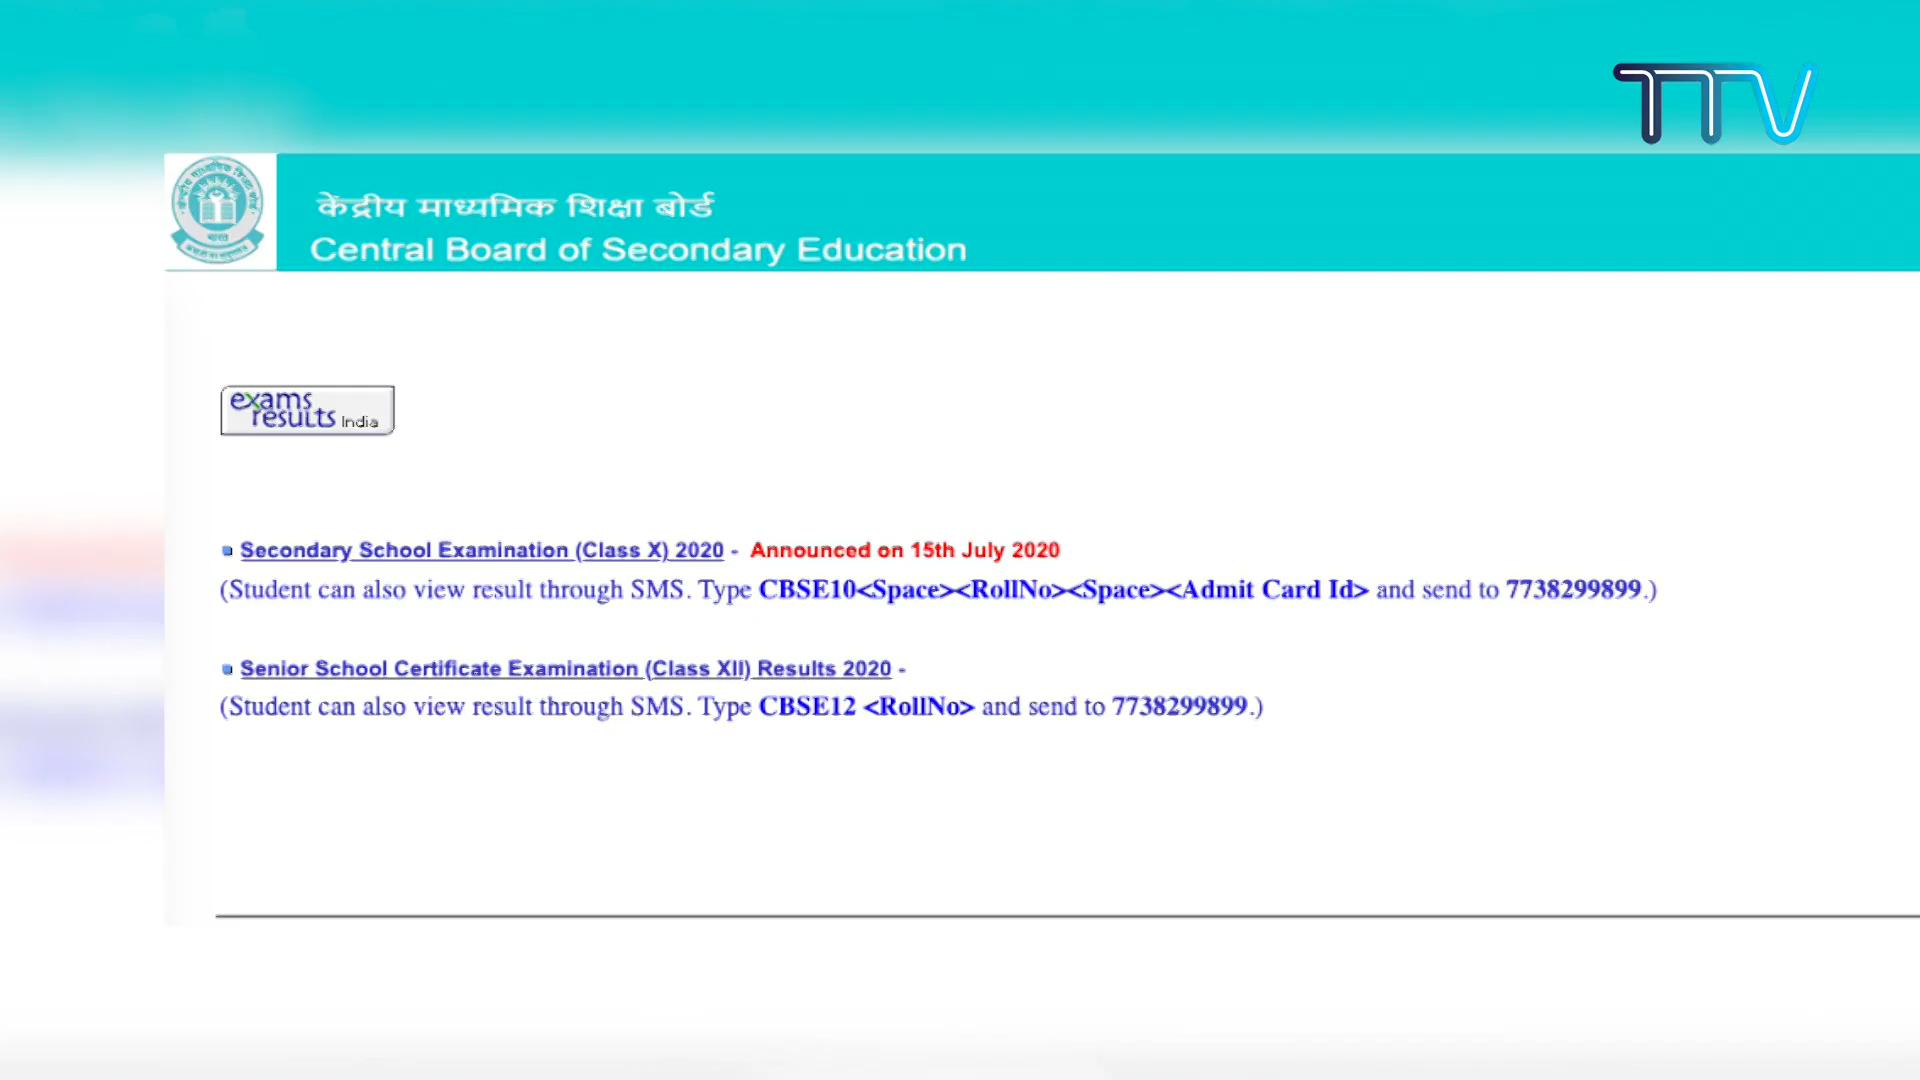 TTV
केंद्रीय माध्यमिक शिक्षा बोर्ड
Central Board of Secondary Education
भारत
exams
results India
Secondary School Examination (Class X) 2020 - Announced on 15th July 2020
(Student can also view result through SMS. Type CBSE10<Space><RollNo><Space><Admit Card Id> and send to 7738299899.)
Senior School Certificate Examination (Class XII) Results 2020 -
(Student can also view result through SMS. Type CBSE12 <RollNo> and send to 7738299899.)